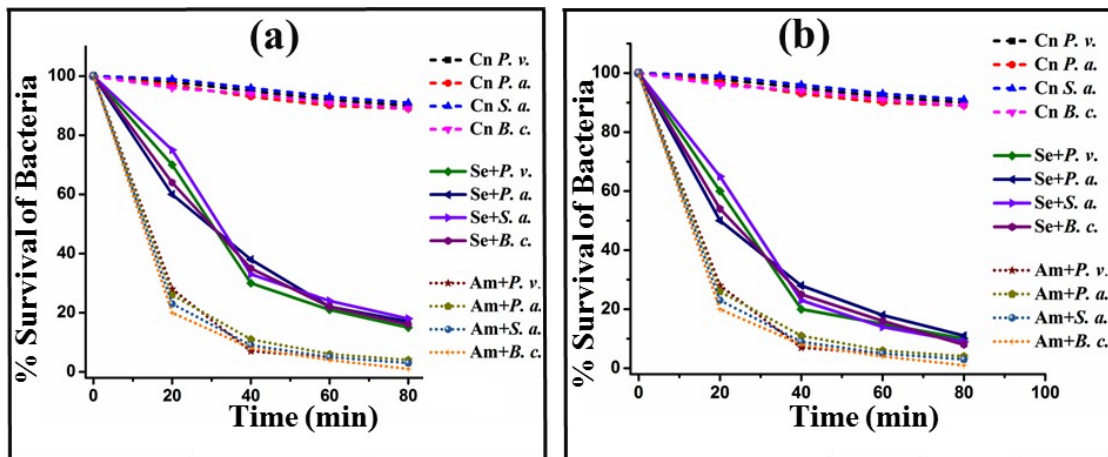 (a)
% Survival of Bacteria
100
80
60
40
20
0
0 20 40 60 80
Time (min)
Cn P. v.
Cn P. a.
Cn S. a.
Cn B. c.
Se+P. v.
Se+P. a.
Se+S. a.
Se+B. c.
Am+P. v.
Am+P. a.
Am+S. a.
Am+B. c.
(b)
% Survival of Bacteria
100
80
60
40
20
0
0 20 40 60 80 100
Time (min)
Cn P. v.
Cn P. a.
Cn S. a.
Cn B. c.
Se+P. v.
Se+P. a.
Se+S. a.
Se+B. c.
Am+P. v.
Am+P. a.
Am+S. a.
Am+B. c.